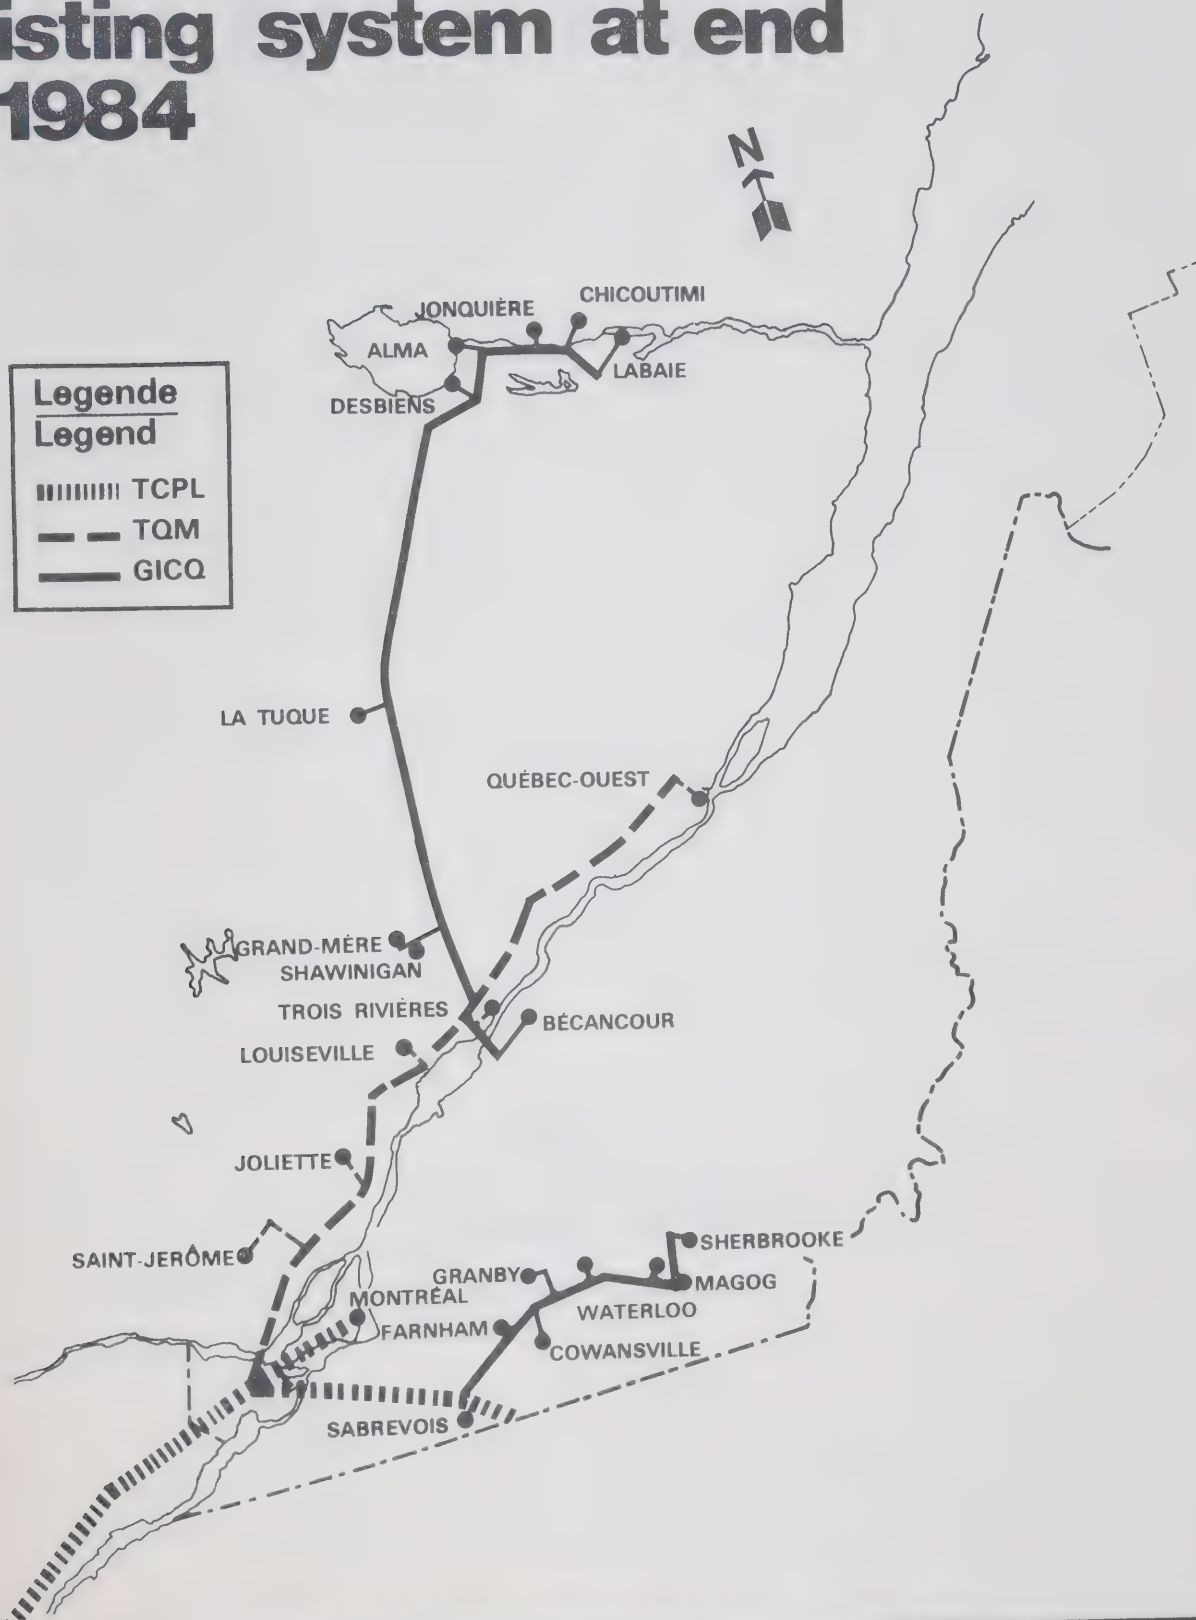 isting system at end
1984
N
JONQUIÈRE
CHICOUTIMI
ALMA
LABAIE
DESBIENS
Legende
Legend
TCPL
TQM
GICQ
LA TUQUE
QUÉBEC-OUEST
GRAND-MÈRE
SHAWINIGAN
TROIS RIVIÈRES
BÉCANCOUR
LOUISEVILLE
JOLIETTE
SAINT-JERÔME
SHERBROOKE
GRANBY
MAGOG
MONTRÉAL
WATERLOO
FARNHAM
COWANSVILLE
SABREVOIS